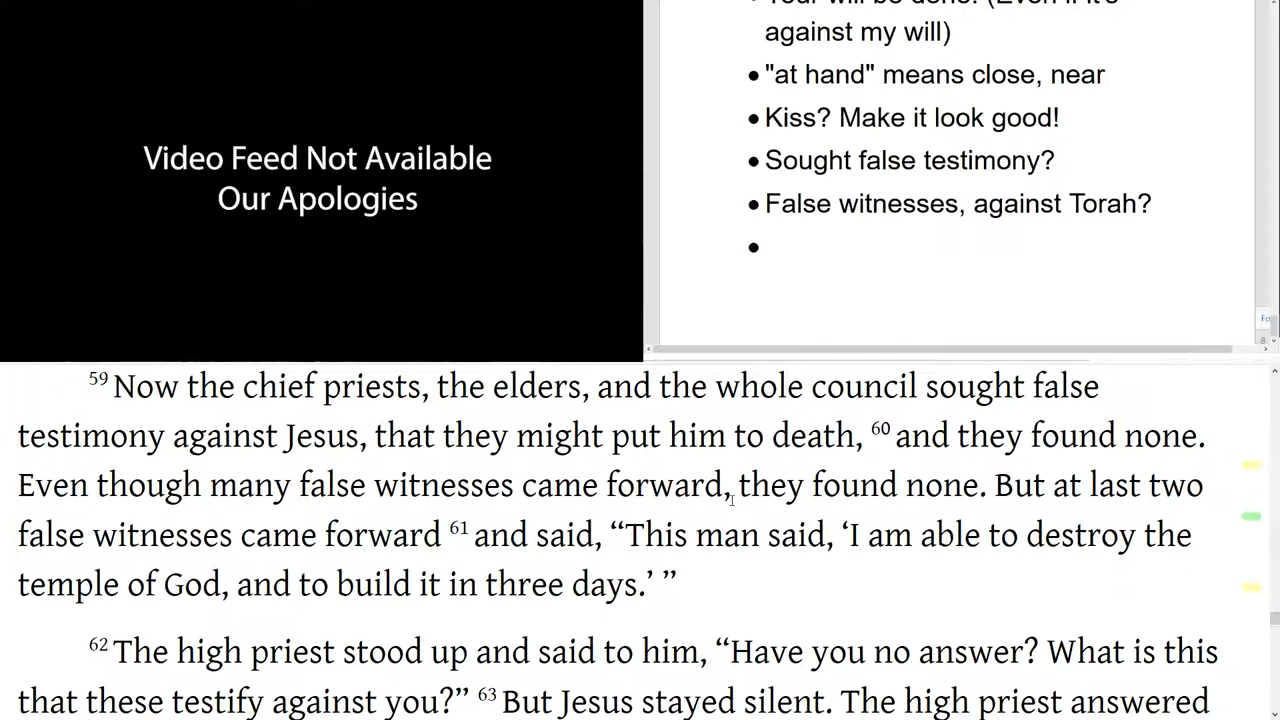 Video Feed Not Available
Our Apologies
against my will)
• "at hand" means close, near
• Kiss? Make it look good!
• Sought false testimony?
• False witnesses, against Torah?
•
59 Now the chief priests, the elders, and the whole council sought false
testimony against Jesus, that they might put him to death, 60 and they found none.
Even though many false witnesses came forward, they found none. But at last two
false witnesses came forward 61 and said, “This man said, ‘I am able to destroy the
temple of God, and to build it in three days.’ ”
62 The high priest stood up and said to him, “Have you no answer? What is this
that these testify against you?” 63 But Jesus stayed silent. The high priest answered